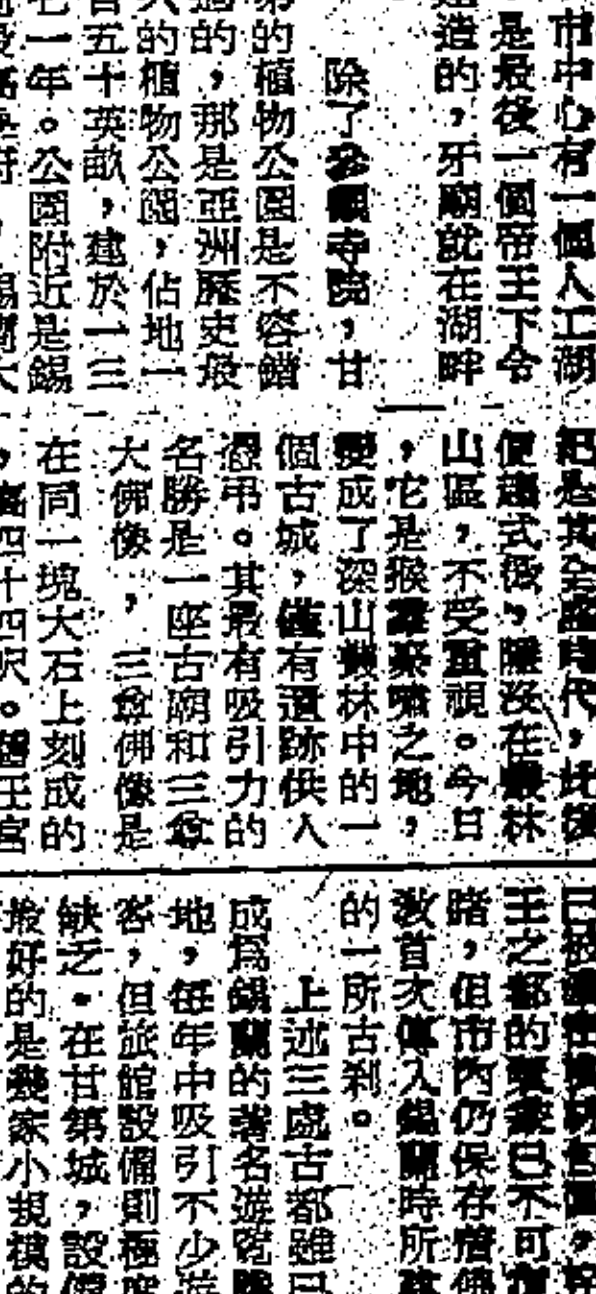 市中心有一個人工湖
是最後一個帝王下令
造的，牙廟就在湖畔
。
除了參觀寺院，甘
第的植物公園是不容錯
過的，那是亞洲歷史最
久的植物公園，佔地一
百五十英畝，建於一三
七一年。公園附近是錫
此後
便趨式微，隱沒在叢林
山區，不受重視。今日
，它是猴羣聚嘯之地，
變成了深山叢林中的一
個古城，僅有遺跡供人
憑弔。其最有吸引力的
名勝是一座古廟和三尊
大佛像，三尊佛像是
在同一塊大石上刻成的
，高四十四呎。舊王宮
王之都的
已不可
踏，但市內仍保存
教首次傳入錫蘭時所
的一所古剎。
上述三處古都雖已
成爲錫蘭的著名遊覽勝
地，每年中吸引不少遊
客，但旅館設備則極度
缺乏。在甘第城，設備
最好的是幾家小規模的